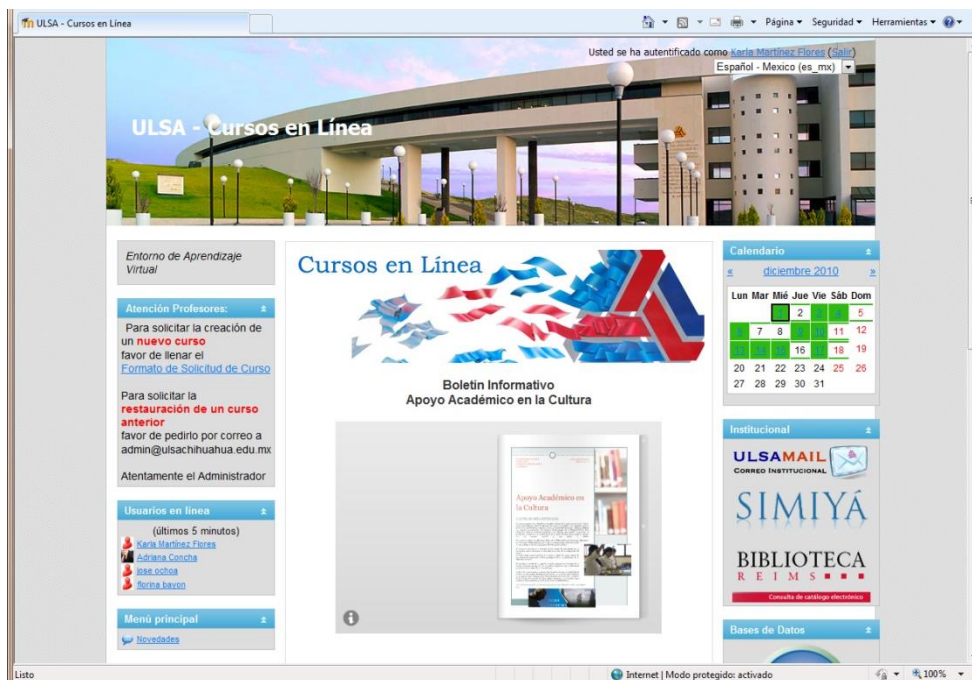 ULSA - Cursos en Línea
Página
Seguridad
Herramientas
Usted se ha autentificado como Karla Martínez Flores (Salir)
Español - Mexico (es_mx)
ULSA - Cursos en Línea
Entorno de Aprendizaje
Virtual
Atención Profesores:
Para solicitar la creación de
un nuevo curso
favor de llenar el
Formato de Solicitud de Curso
Para solicitar la
restauración de un curso
anterior
favor de pedirlo por correo a
admin@ulsachihuahua.edu.mx
Atentamente el Administrador
Usuarios en línea
(últimos 5 minutos)
Karla Martínez Flores
Adriana Concha
jose ochoa
florina bavon
Menú principal
Novedades
Cursos en Línea
Boletín Informativo
Apoyo Académico en la Cultura
Apoyo Académico en
la Cultura
Calendario
« diciembre 2010 »
Lun Mar Mié Jue Vie Sáb Dom
1 2 3 4 5
6 7 8 9 10 11 12
13 14 15 16 17 18 19
20 21 22 23 24 25 26
27 28 29 30 31
Institucional
ULSAMAIL
CORREO INSTITUCIONAL
SIMIYÁ
BIBLIOTECA
REIMS
Consulta de catálogo electrónico
Bases de Datos
Listo
Internet | Modo protegido: activado
100%